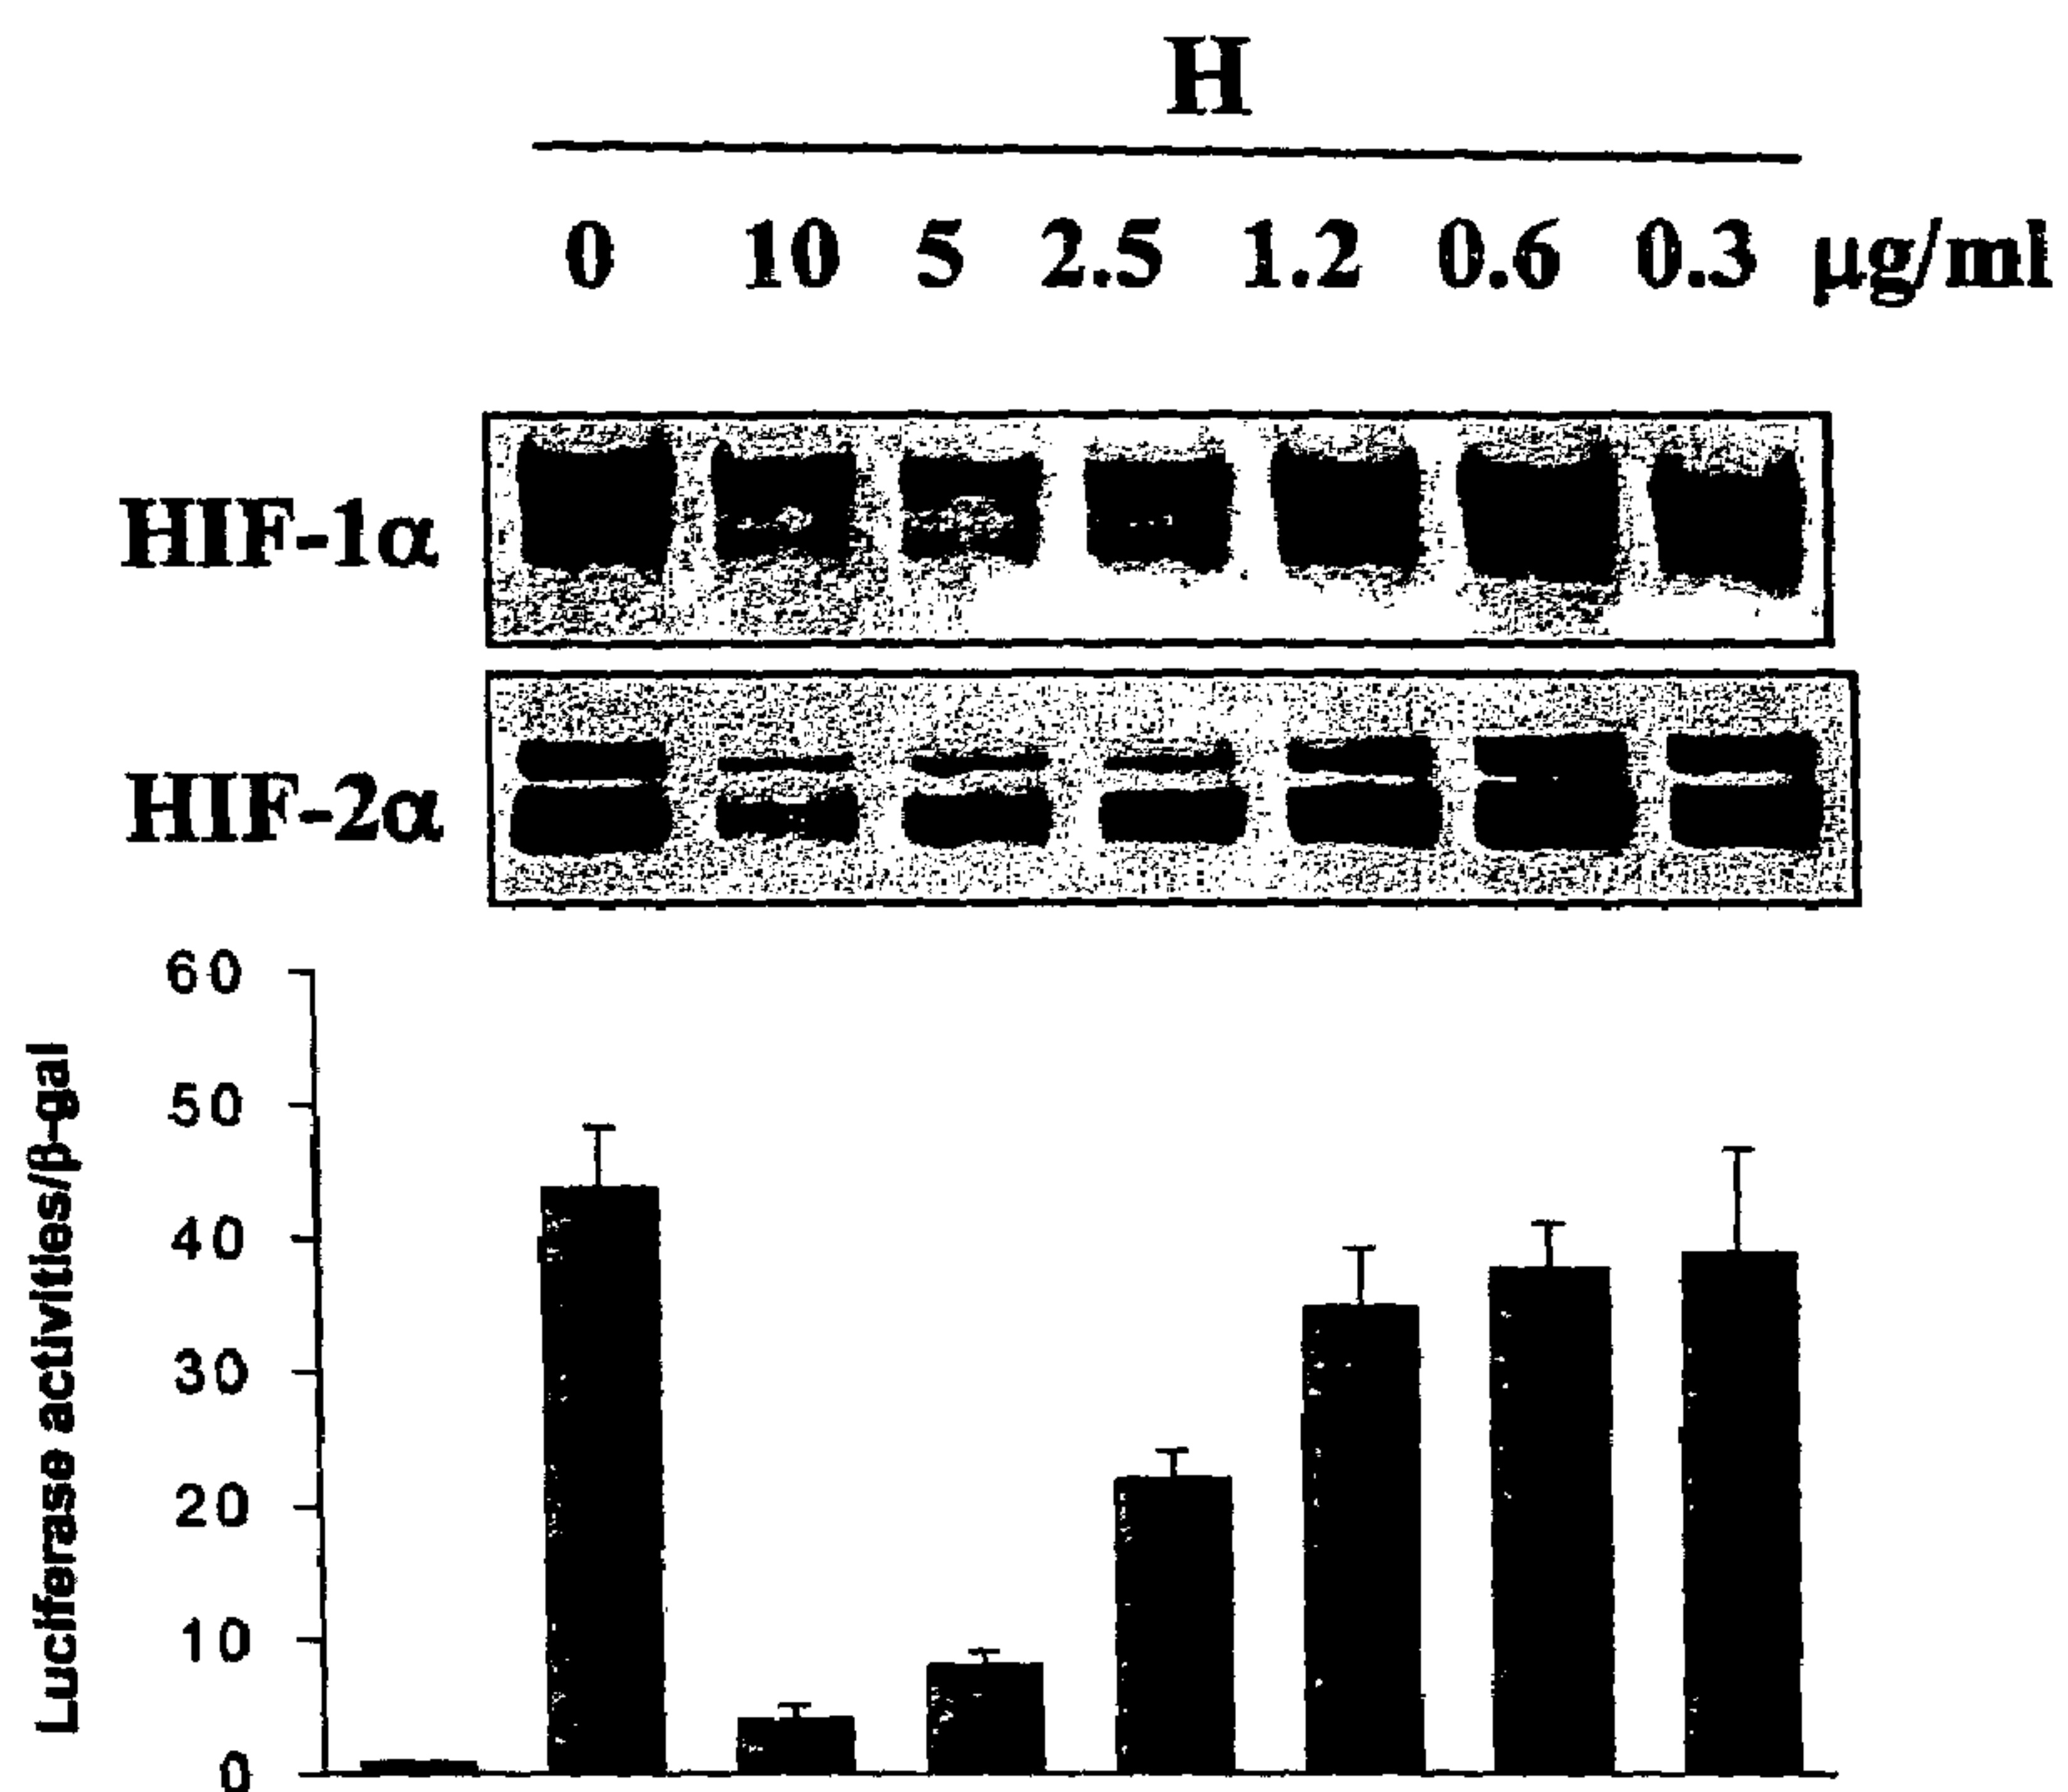 H
0 10 5 2.5 1.2 0.6 0.3 µg/ml
HIF-1α
HIF-2α
Luciferase activities/β-gal
60
50
40
30
20
10
0